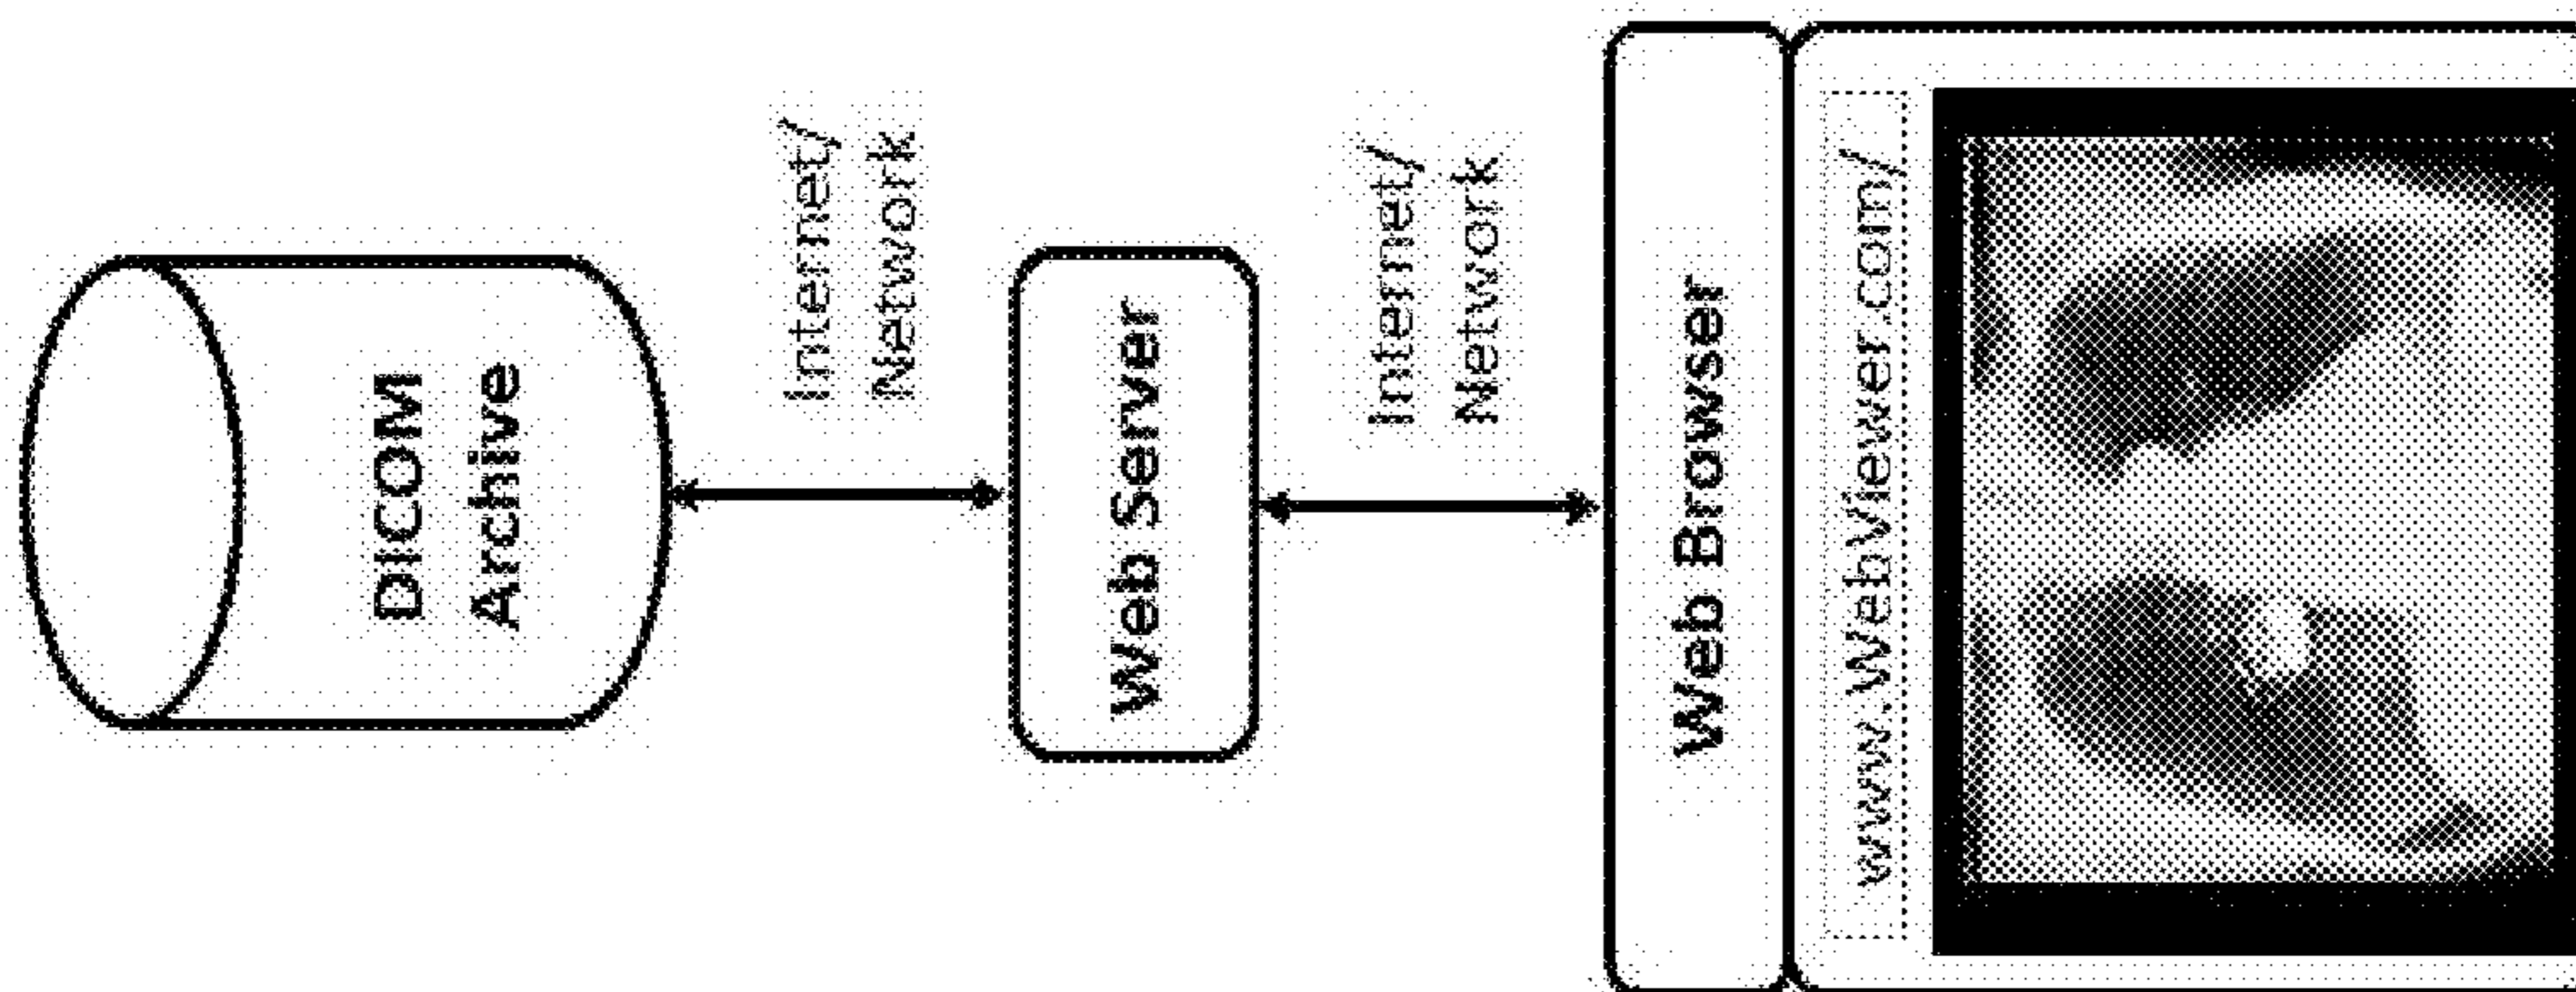 DICOM
Archive
Internet/
Network
Web Server
Internet/
Network
Web Browser
www.WebViewer.com/